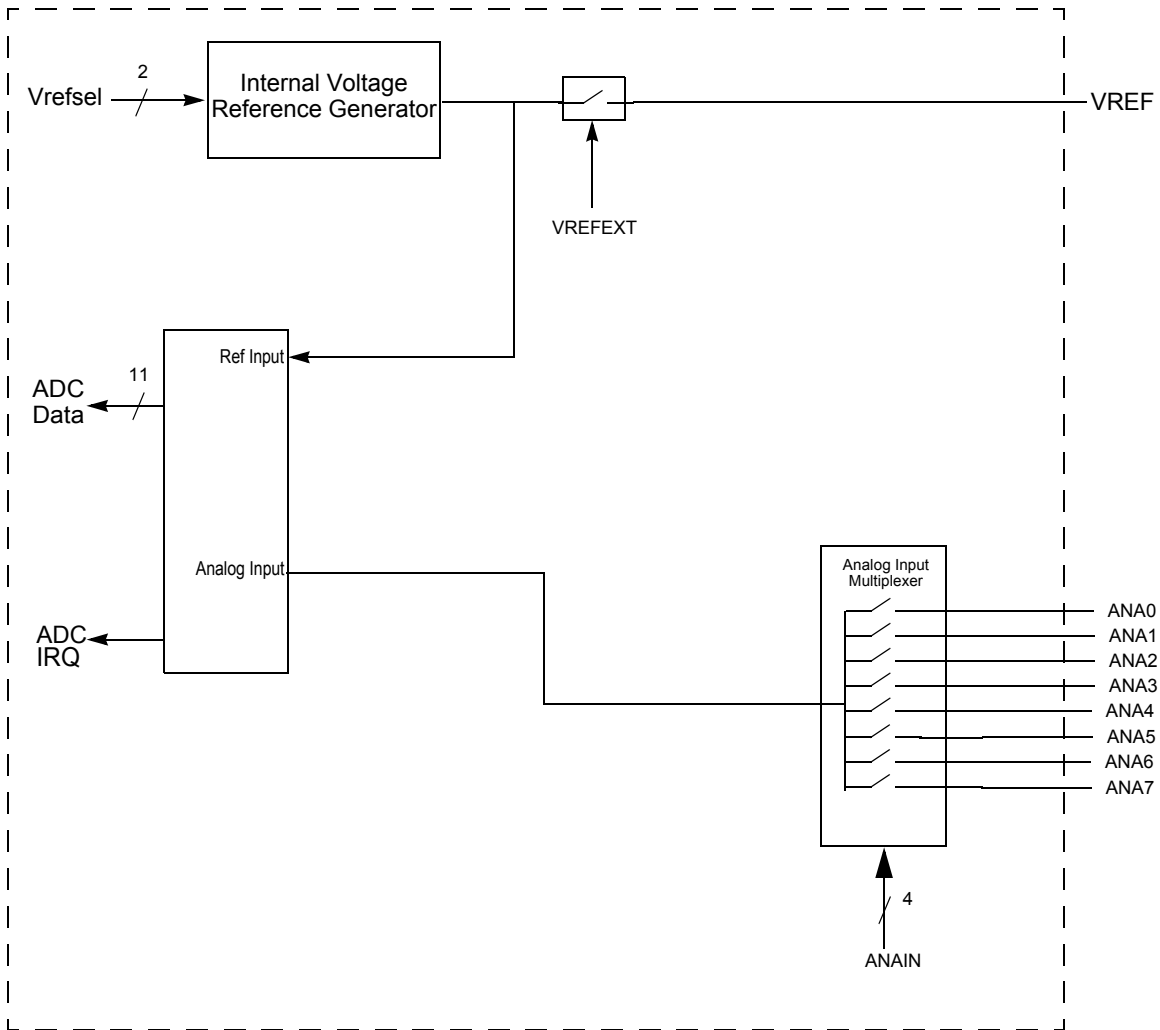 2
Vrefsel
Internal Voltage
Reference Generator
VREF
VREFEXT
Ref Input
11
ADC
Data
Analog Input
ADC
IRQ
Analog Input
Multiplexer
ANA0
ANA1
ANA2
ANA3
ANA4
ANA5
ANA6
ANA7
4
ANAIN